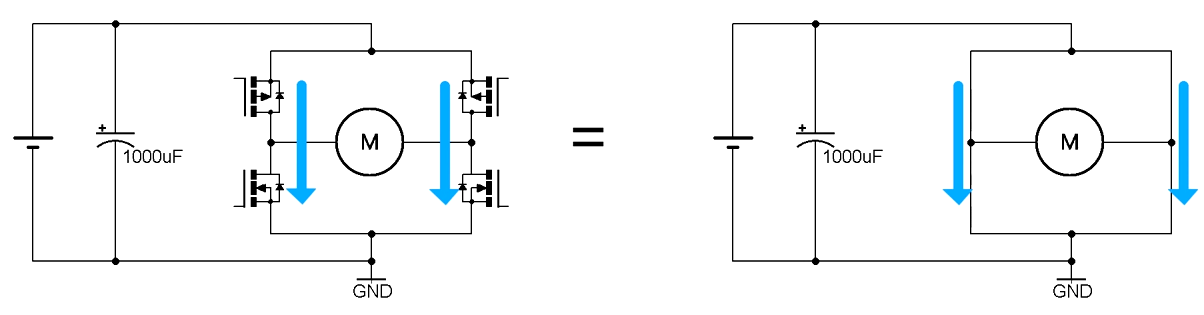 +
1000uF
M
GND
=
+
1000uF
M
GND